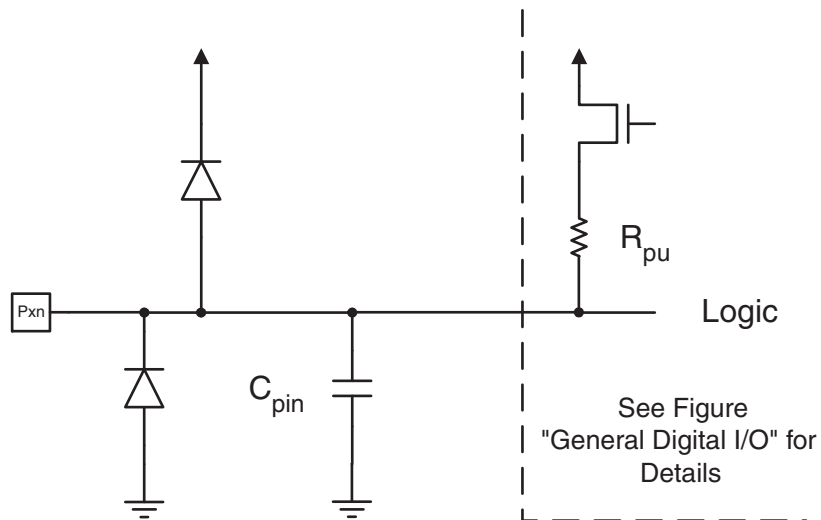 R_pu
Pxn
Logic
C_pin
See Figure
"General Digital I/O" for
Details